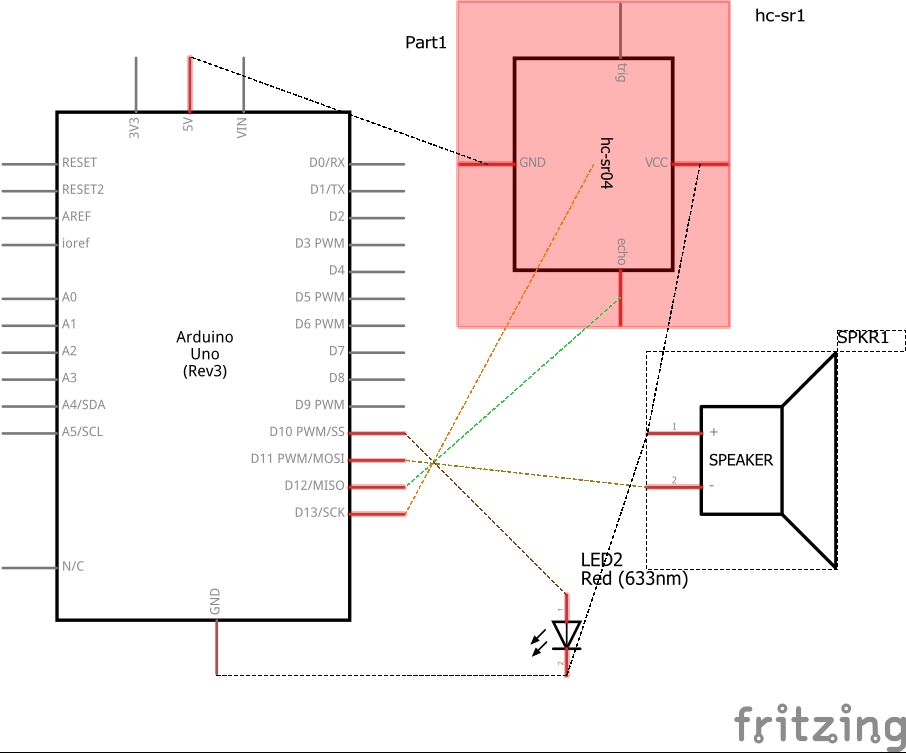 hc-sr1
Part1
trig
GND
hc-sr04
VCC
echo
3V3
5V
VIN
RESET
RESET2
AREF
ioref
A0
A1
A2
A3
A4/SDA
A5/SCL
N/C
Arduino
Uno
(Rev3)
D0/RX
D1/TX
D2
D3 PWM
D4
D5 PWM
D6 PWM
D7
D8
D9 PWM
D10 PWM/SS
D11 PWM/MOSI
D12/MISO
D13/SCK
GND
SPKR1
1
+
SPEAKER
2
-
LED2
Red (633nm)
1
2
fritzing